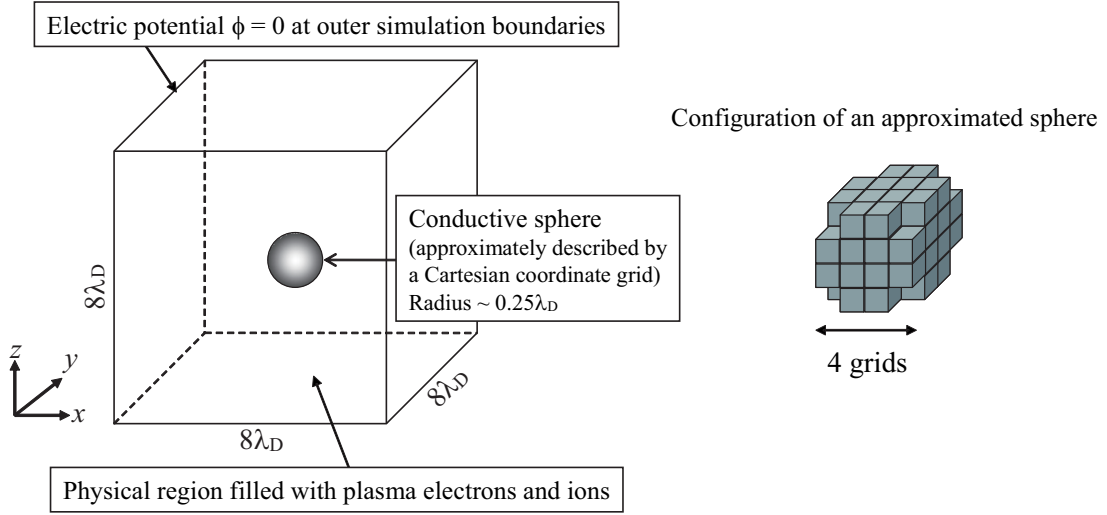 Electric potential ϕ = 0 at outer simulation boundaries
Configuration of an approximated sphere
Conductive sphere
(approximately described by
a Cartesian coordinate grid)
Radius ~ 0.25λD
8λD
4 grids
z
y
x
8λD
8λD
Physical region filled with plasma electrons and ions